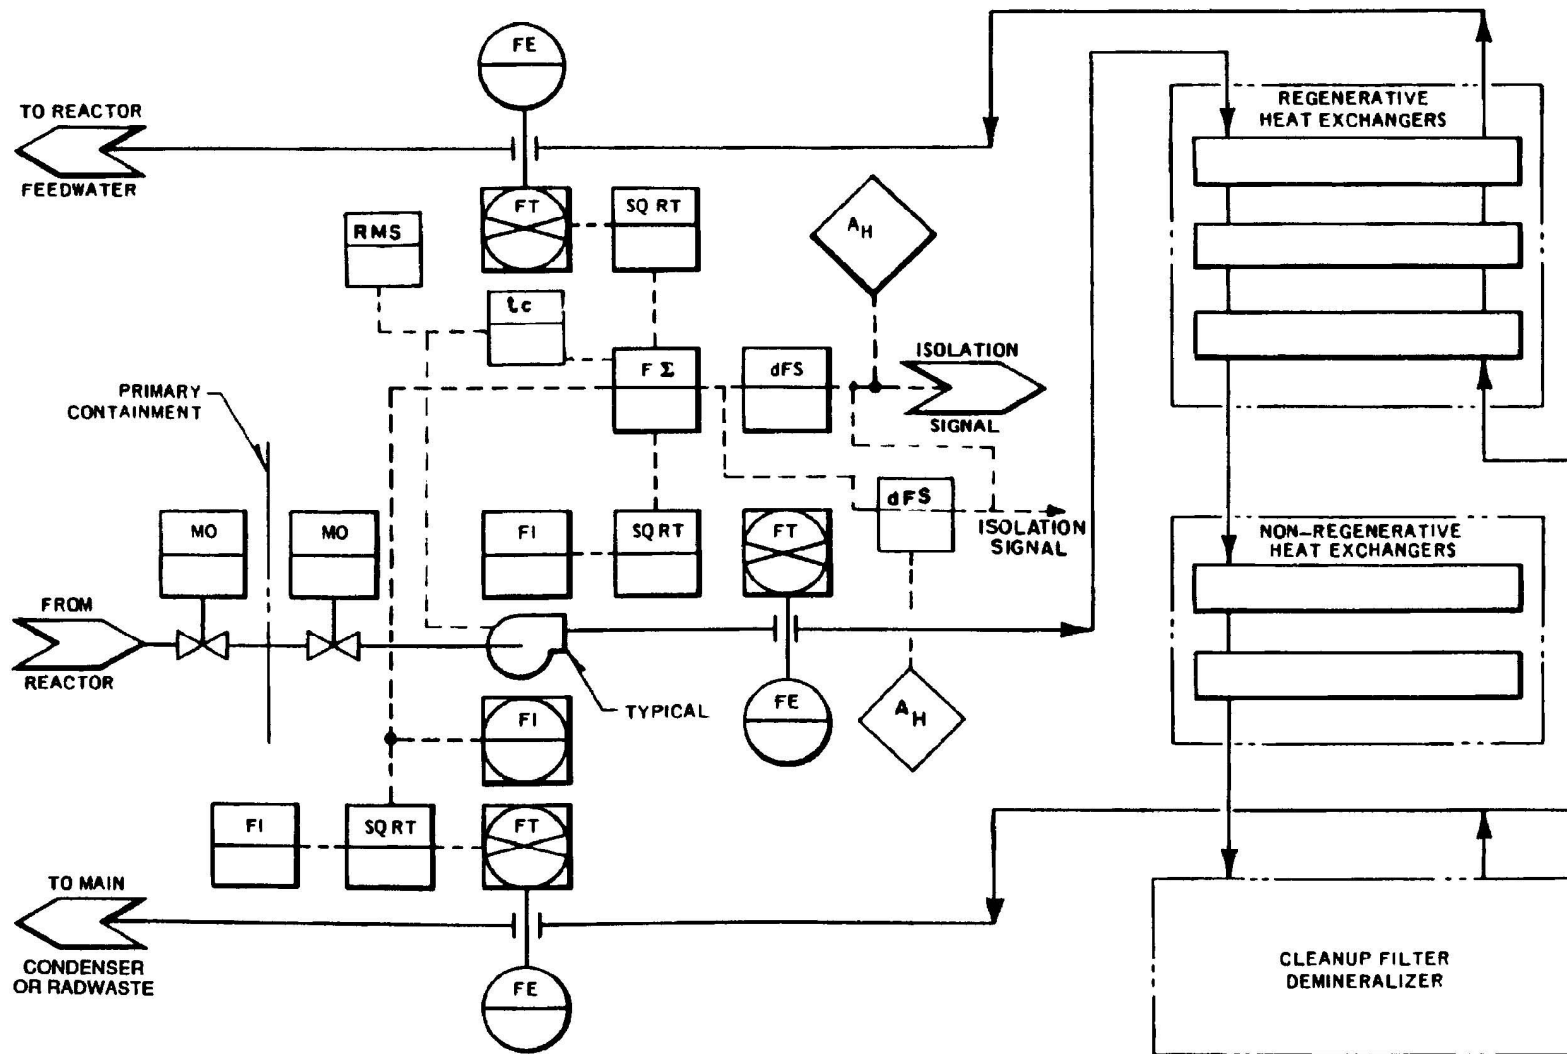 FE
TO REACTOR
FEEDWATER
REGENERATIVE
HEAT EXCHANGERS
FT
SQ RT
RMS
AH
tc
F Σ
dFS
ISOLATION
SIGNAL
PRIMARY
CONTAINMENT
MO
MO
FI
SQRT
FT
dFS
ISOLATION
SIGNAL
NON-REGENERATIVE
HEAT EXCHANGERS
FROM
REACTOR
TYPICAL
FE
AH
FI
FI
SQ RT
FT
TO MAIN
CONDENSER
OR RADWASTE
FE
CLEANUP FILTER
DEMINERALIZER